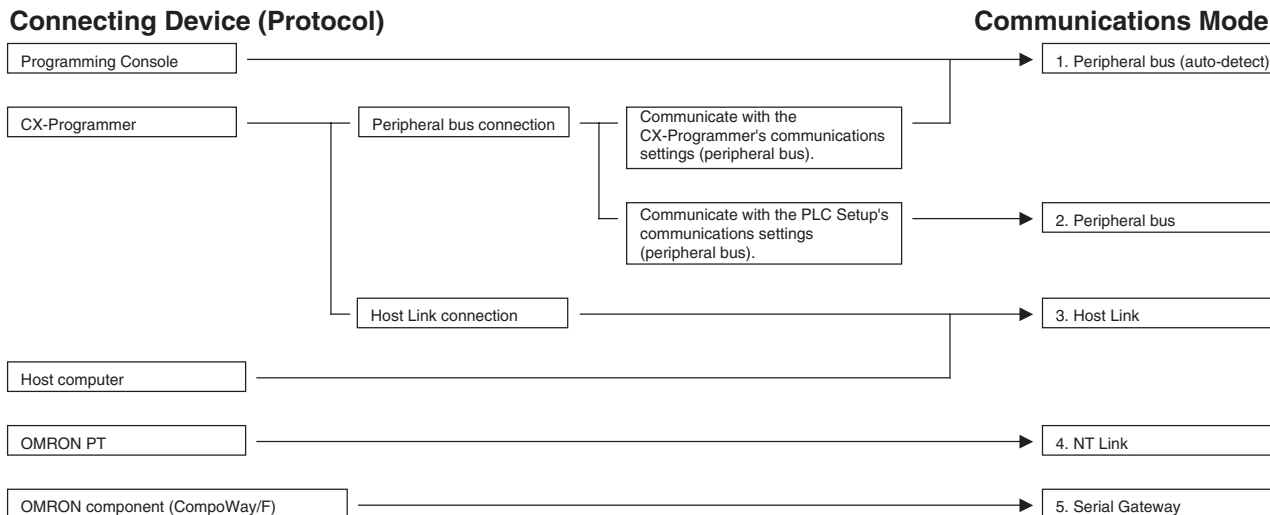 Connecting Device (Protocol)
Communications Mode
Programming Console
1. Peripheral bus (auto-detect)
CX-Programmer
Peripheral bus connection
Communicate with the
CX-Programmer's communications
settings (peripheral bus).
Communicate with the PLC Setup's
communications settings
(peripheral bus).
2. Peripheral bus
Host Link connection
3. Host Link
Host computer
OMRON PT
4. NT Link
OMRON component (CompoWay/F)
5. Serial Gateway